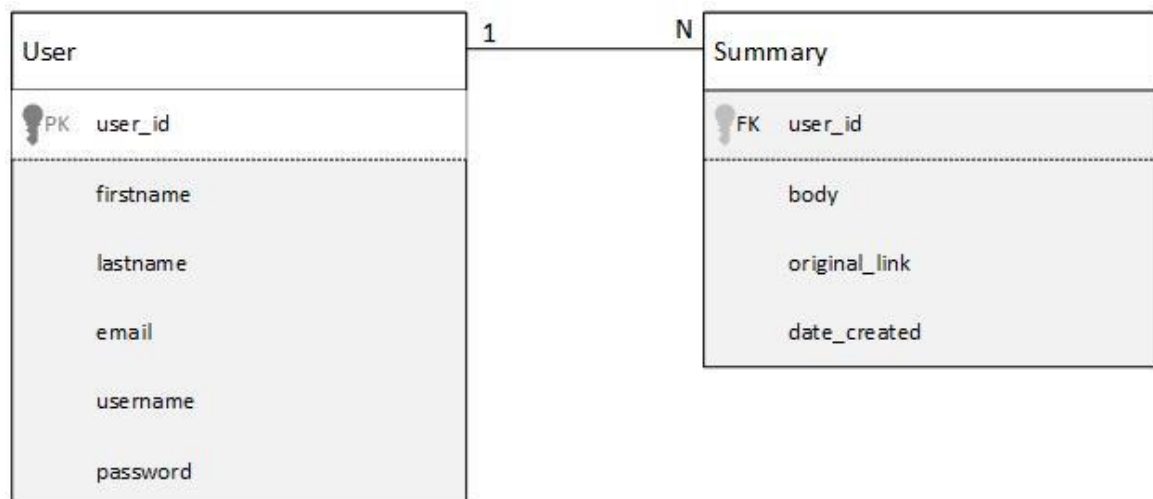 User
PK user_id
firstname
lastname
email
username
password
1 N
Summary
FK user_id
body
original_link
date_created